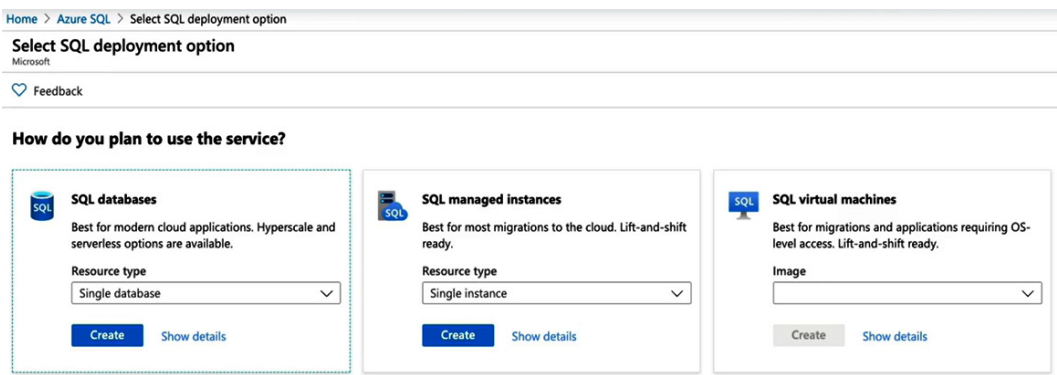 Home > Azure SQL > Select SQL deployment option
Select SQL deployment option
Microsoft
Feedback
How do you plan to use the service?
SQL
SQL databases
Best for modern cloud applications. Hyperscale and
serverless options are available.
Resource type
Single database
Create Show details
SQL
SQL managed instances
Best for most migrations to the cloud. Lift-and-shift
ready.
Resource type
Single instance
Create Show details
SQL
SQL virtual machines
Best for migrations and applications requiring OS-
level access. Lift-and-shift ready.
Image
Create Show details